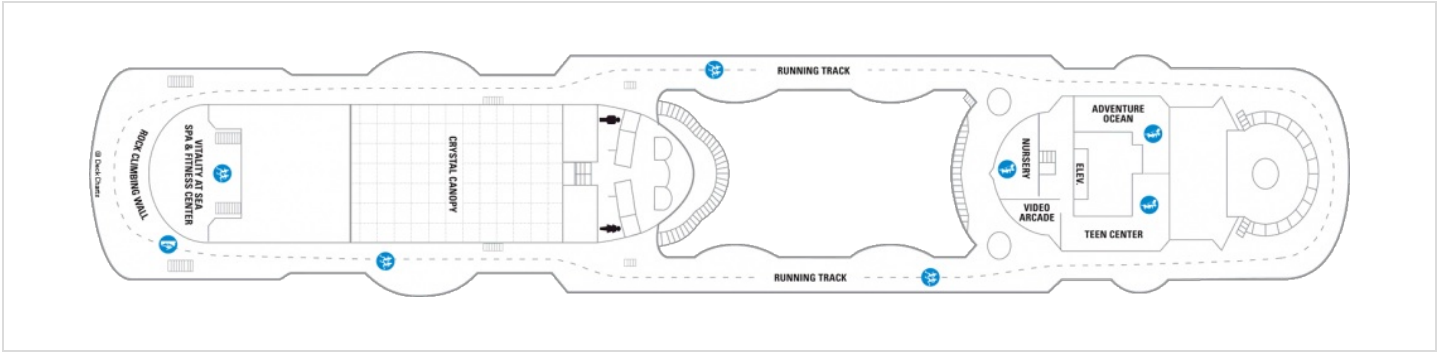 @ Deck Charts
ROCK CLIMBING WALL
VITALITY AT SEA
SPA & FITNESS CENTER
CRYSTAL CANOPY
RUNNING TRACK
RUNNING TRACK
NURSERY
VIDEO
ARCADE
ELEV.
ADVENTURE
OCEAN
TEEN CENTER